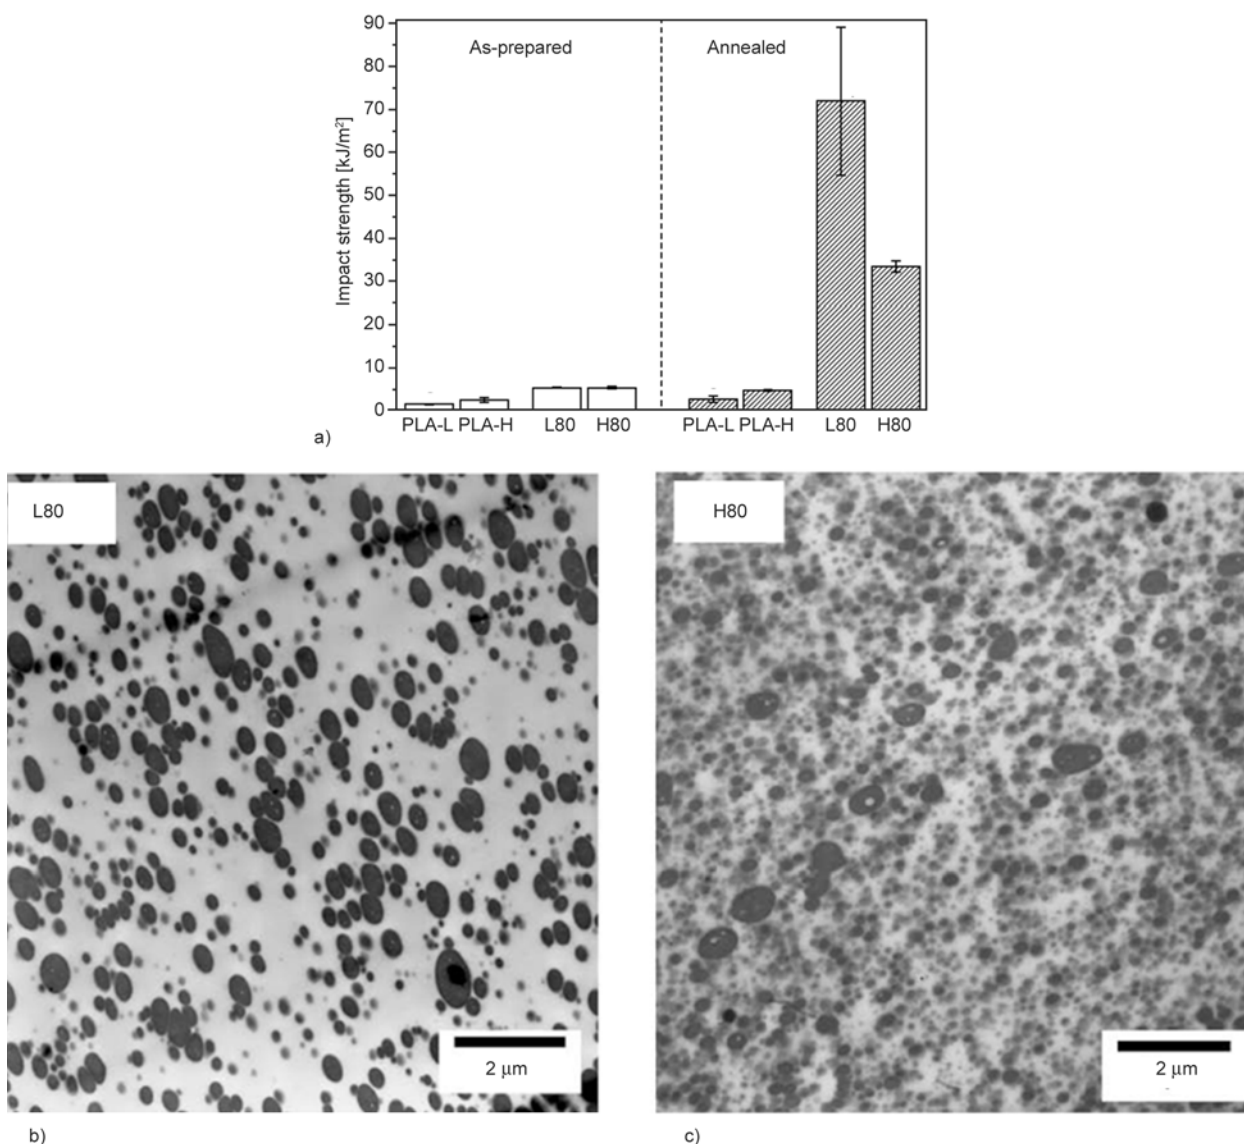 As-prepared
Annealed
Impact strength [kJ/m²]
90
80
70
60
50
40
30
20
10
0
PLA-L PLA-H L80 H80 PLA-L PLA-H L80 H80
a)
L80
H80
2 μm
2 μm
b)
c)